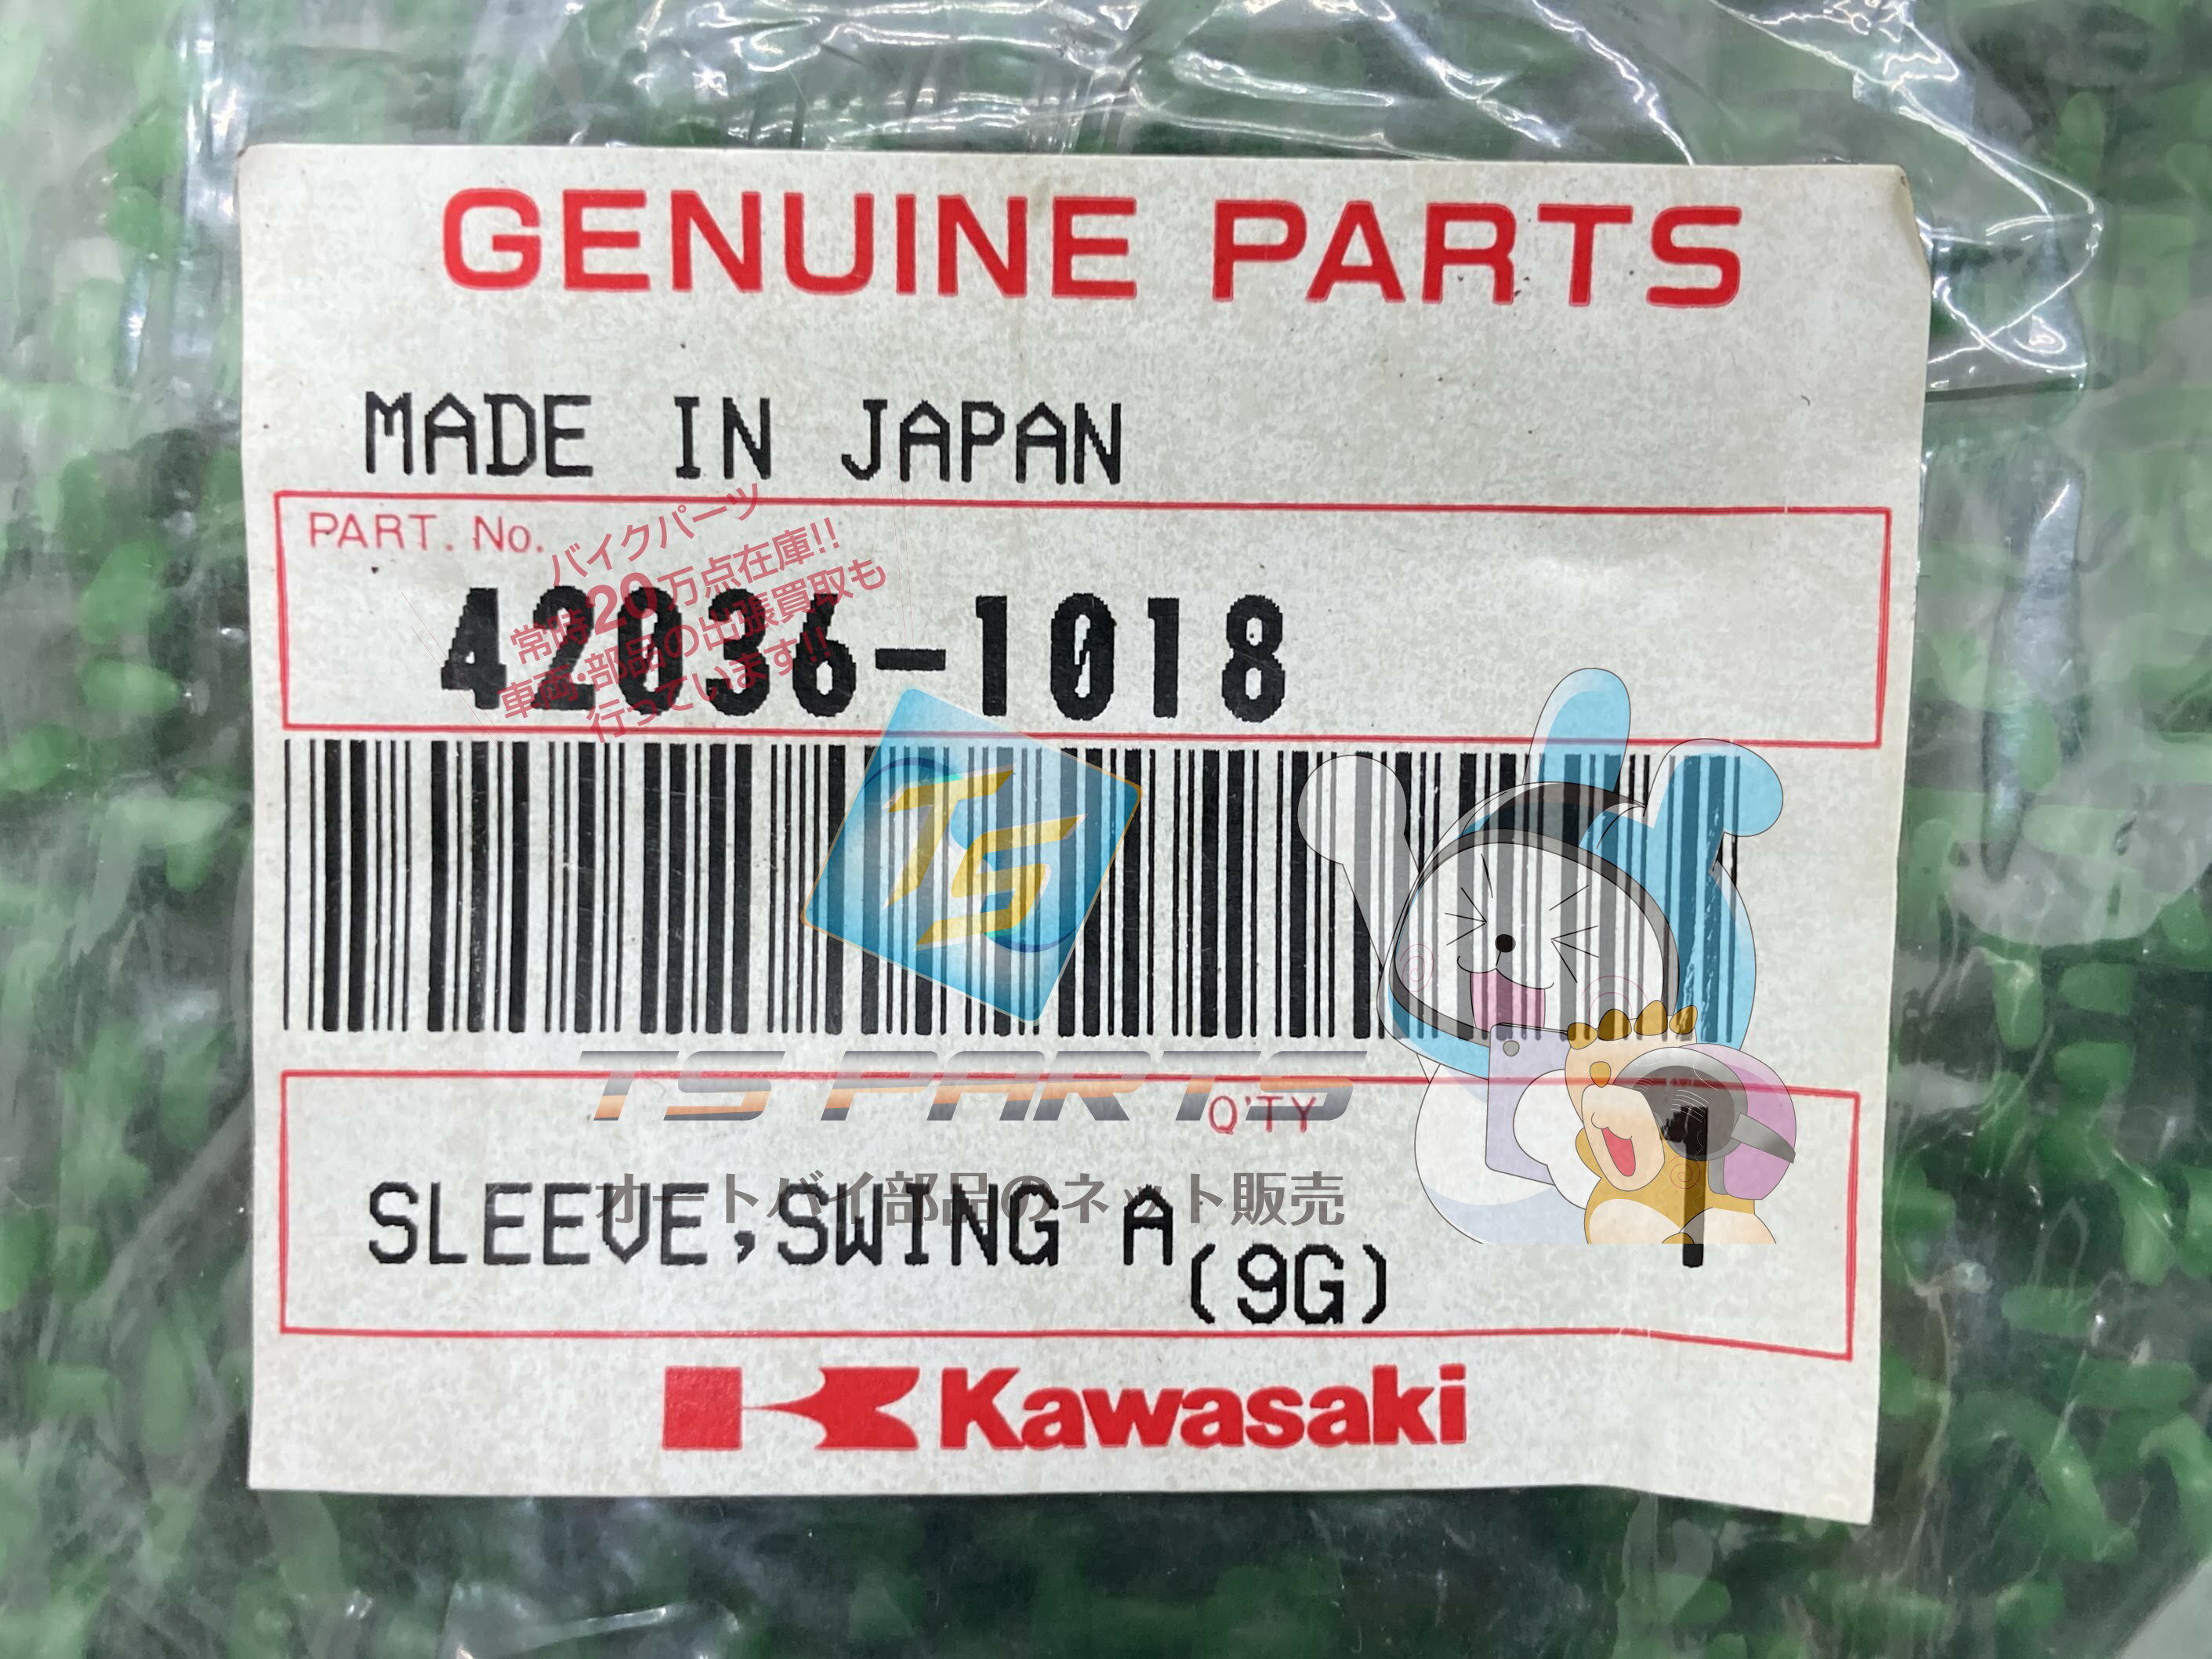 GENUINE PARTS
MADE IN JAPAN
PART. No.
バイクパーツ
常時20万点在庫!!
車両・部品の出張買取も
行っています!!
42036-1018
TS
TS PARTS
Q'TY
1
オートバイ部品のネット販売
SLEEVE,SWING A
(9G)
Kawasaki